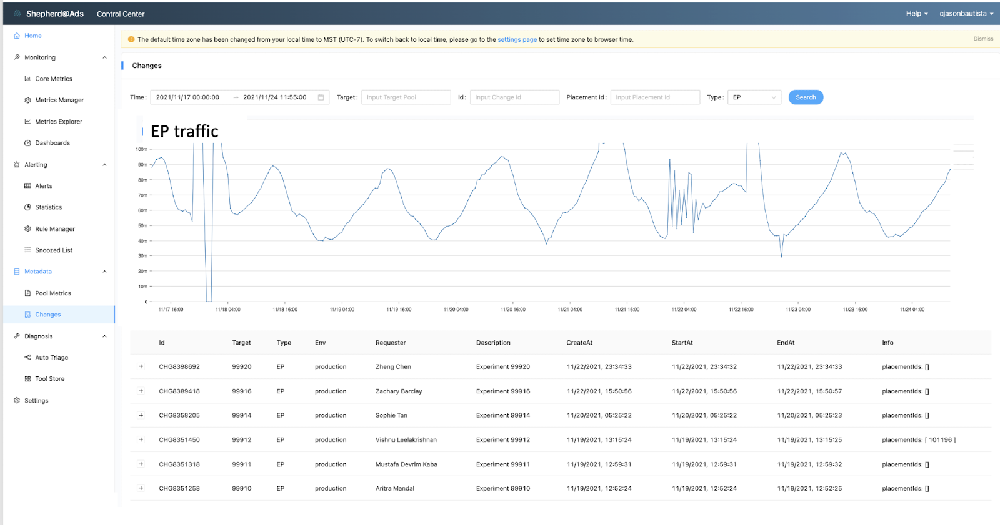 Shepherd@Ads Control Center Help cjasonbautista
Home
Monitoring
Core Metrics
Metrics Manager
Metrics Explorer
Dashboards
Alerting
Alerts
Statistics
Rule Manager
Snoozed List
Metadata
Pool Metrics
Changes
Diagnosis
Auto Triage
Tool Store
Settings
The default time zone has been changed from your local time to MST (UTC-7). To switch back to local time, please go to the settings page to set time zone to browser time. Dismiss
Changes
Time: 2021/11/17 00:00:00 → 2021/11/24 11:55:00 Target: Input Target Pool Id: Input Change Id Placement Id: Input Placement Id Type: EP Search
EP traffic
100m
90m
80m
70m
60m
50m
40m
30m
20m
10m
0
11/17 16:00 11/18 04:00 11/18 16:00 11/19 04:00 11/19 16:00 11/20 04:00 11/20 16:00 11/21 04:00 11/21 16:00 11/22 04:00 11/22 16:00 11/23 04:00 11/23 16:00 11/24 04:00
Id Target Type Env Requester Description CreateAt StartAt EndAt Info
+ CHG8398692 99920 EP production Zheng Chen Experiment 99920 11/22/2021, 23:34:33 11/22/2021, 23:34:32 11/22/2021, 23:34:33 placementIds: []
+ CHG8389418 99916 EP production Zachary Barclay Experiment 99916 11/22/2021, 15:50:56 11/22/2021, 15:50:56 11/22/2021, 15:50:57 placementIds: []
+ CHG8358205 99914 EP production Sophie Tan Experiment 99914 11/20/2021, 05:25:22 11/20/2021, 05:25:22 11/20/2021, 05:25:23 placementIds: []
+ CHG8351450 99912 EP production Vishnu Leelakrishnan Experiment 99912 11/19/2021, 13:15:24 11/19/2021, 13:15:24 11/19/2021, 13:15:25 placementIds: [ 101196 ]
+ CHG8351318 99911 EP production Mustafa Devrim Kaba Experiment 99911 11/19/2021, 12:59:31 11/19/2021, 12:59:31 11/19/2021, 12:59:32 placementIds: []
+ CHG8351258 99910 EP production Aritra Mandal Experiment 99910 11/19/2021, 12:52:24 11/19/2021, 12:52:24 11/19/2021, 12:52:25 placementIds: []